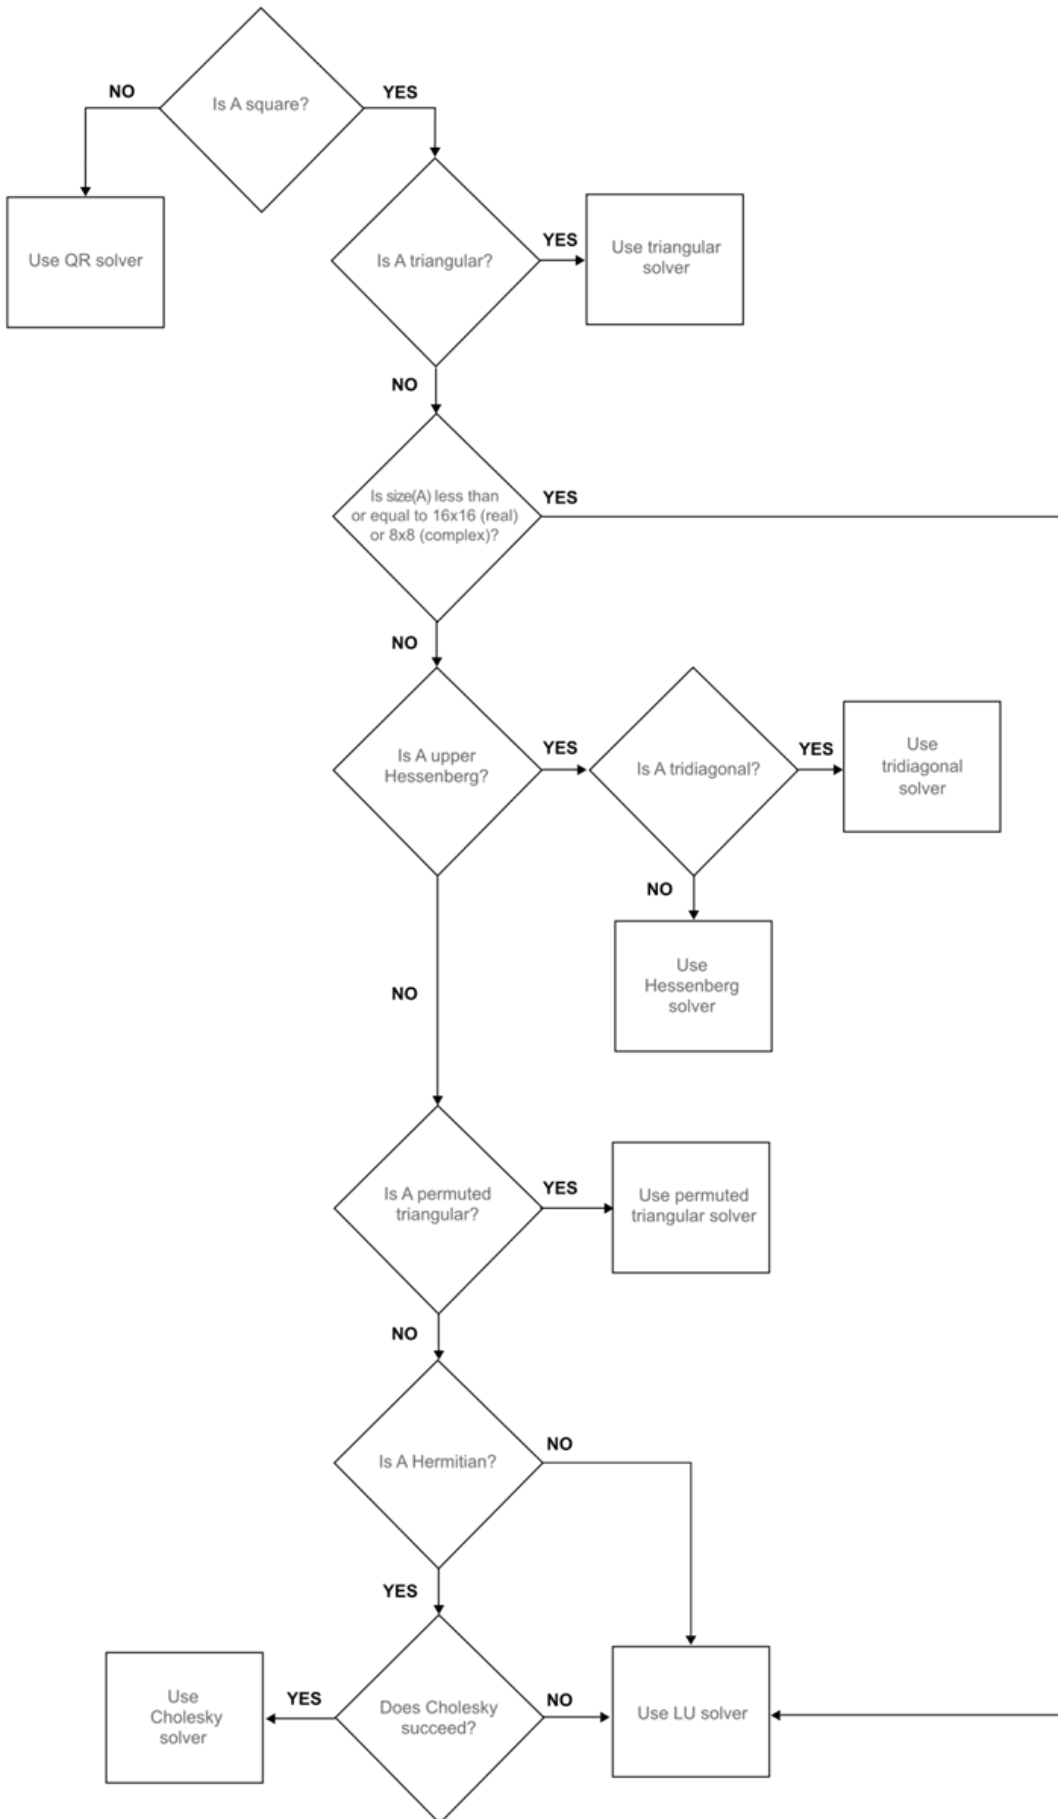 Is A square?
NO
YES
Use QR solver
Is A triangular?
YES
Use triangular
solver
NO
Is size(A) less than
or equal to 16x16 (real)
or 8x8 (complex)?
YES
NO
Is A upper
Hessenberg?
YES
Is A tridiagonal?
YES
Use
tridiagonal
solver
NO
Use
Hessenberg
solver
NO
Is A permuted
triangular?
YES
Use permuted
triangular solver
NO
Is A Hermitian?
NO
YES
Does Cholesky
succeed?
YES
Use
Cholesky
solver
NO
Use LU solver